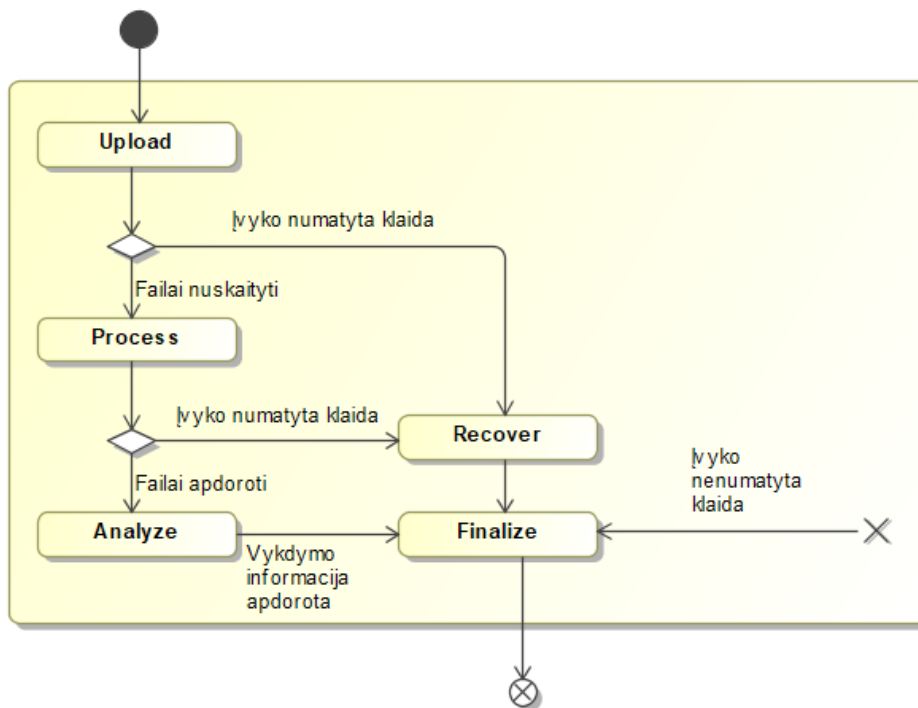 Upload
Įvyko numatyta klaida
Failai nuskaityti
Process
Įvyko numatyta klaida
Recover
Įvyko
nenumatyta
klaida
Failai apdoroti
Analyze
Finalize
Vykdymo
informacija
apdorota